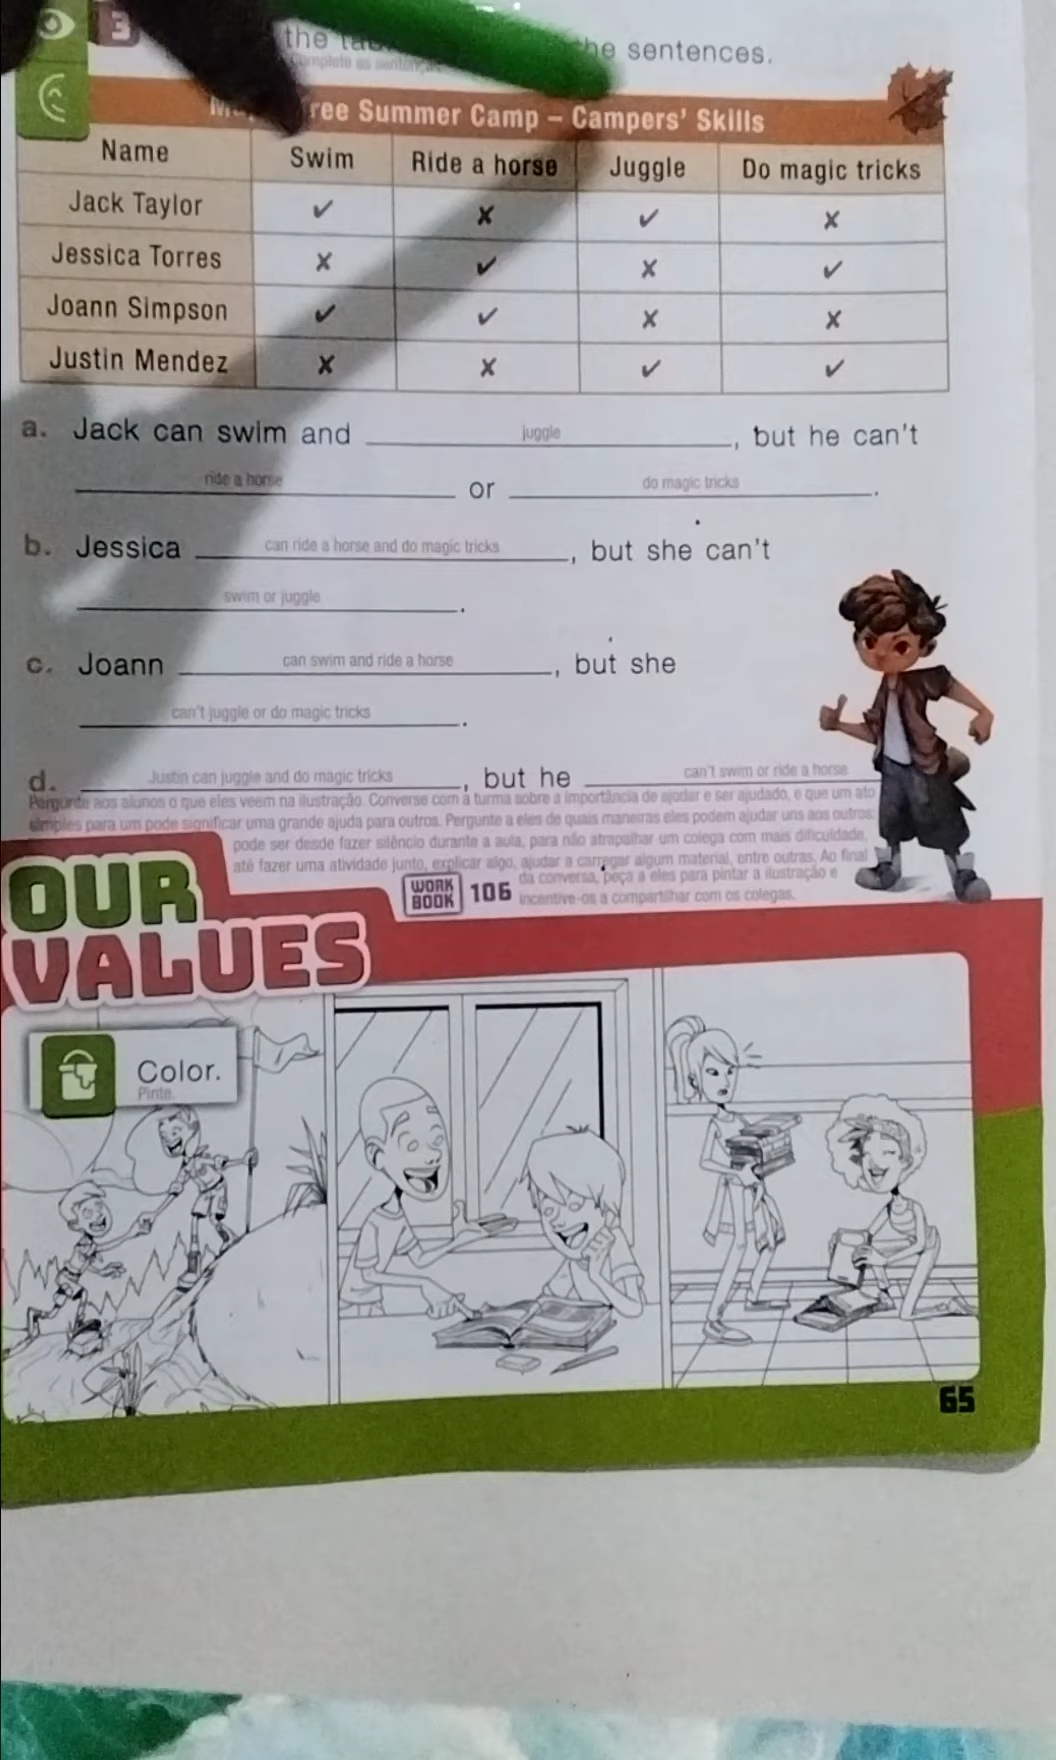 3
the he sentences.
ree Summer Camp – Campers' Skills
Name Swim Ride a horse Juggle Do magic tricks
Jack Taylor ✔ ✘ ✔ ✘
Jessica Torres ✘ ✔ ✘ ✔
Joann Simpson ✔ ✔ ✘ ✘
Justin Mendez ✘ ✘ ✔ ✔
a. Jack can swim and juggle, but he can't
ride a horse or do magic tricks.
b. Jessica can ride a horse and do magic tricks, but she can't
swim or juggle.
c. Joann can swim and ride a horse, but she
can't juggle or do magic tricks.
d. Justin can juggle and do magic tricks, but he can't swim or ride a horse
Pergunte aos alunos o que eles veem na ilustração. Converse com a turma sobre a importância de ajudar e ser ajudado, e que um ato
simples para um pode significar uma grande ajuda para outros. Pergunte a eles de quais maneiras eles podem ajudar uns aos outros:
pode ser desde fazer silêncio durante a aula, para não atrapalhar um colega com mais dificuldade,
até fazer uma atividade junto, explicar algo, ajudar a carregar algum material, entre outras. Ao final
da conversa, peça a eles para pintar a ilustração e
incentive-os a compartilhar com os colegas.
WORK
BOOK 106
OUR
VALUES
Color.
Pinte.
65